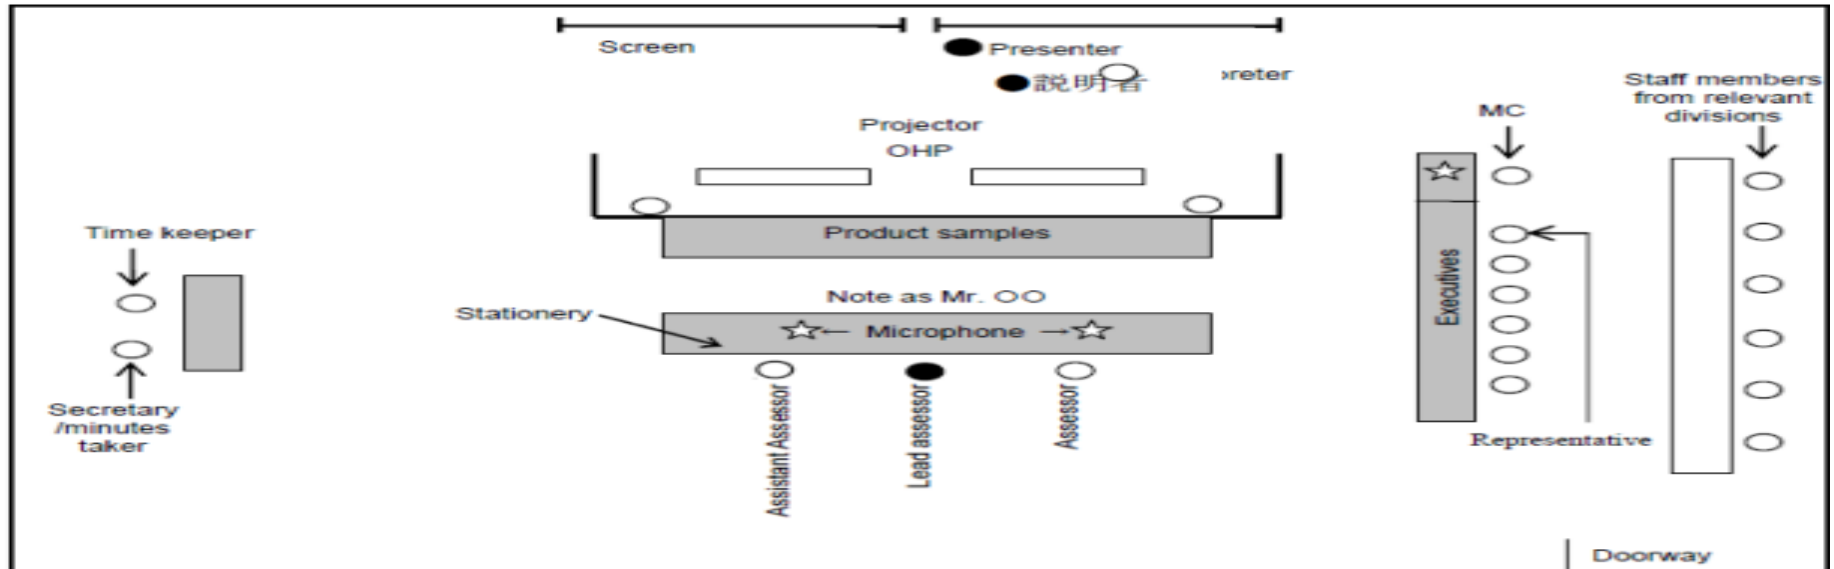 Screen
Presenter
説明者
reter
Projector
OHP
Product samples
Note as Mr. ○○
Stationery
Microphone
Assistant Assessor
Lead assessor
Assessor
Time keeper
Secretary
/minutes
taker
MC
Executives
Representative
Staff members
from relevant
divisions
Doorway